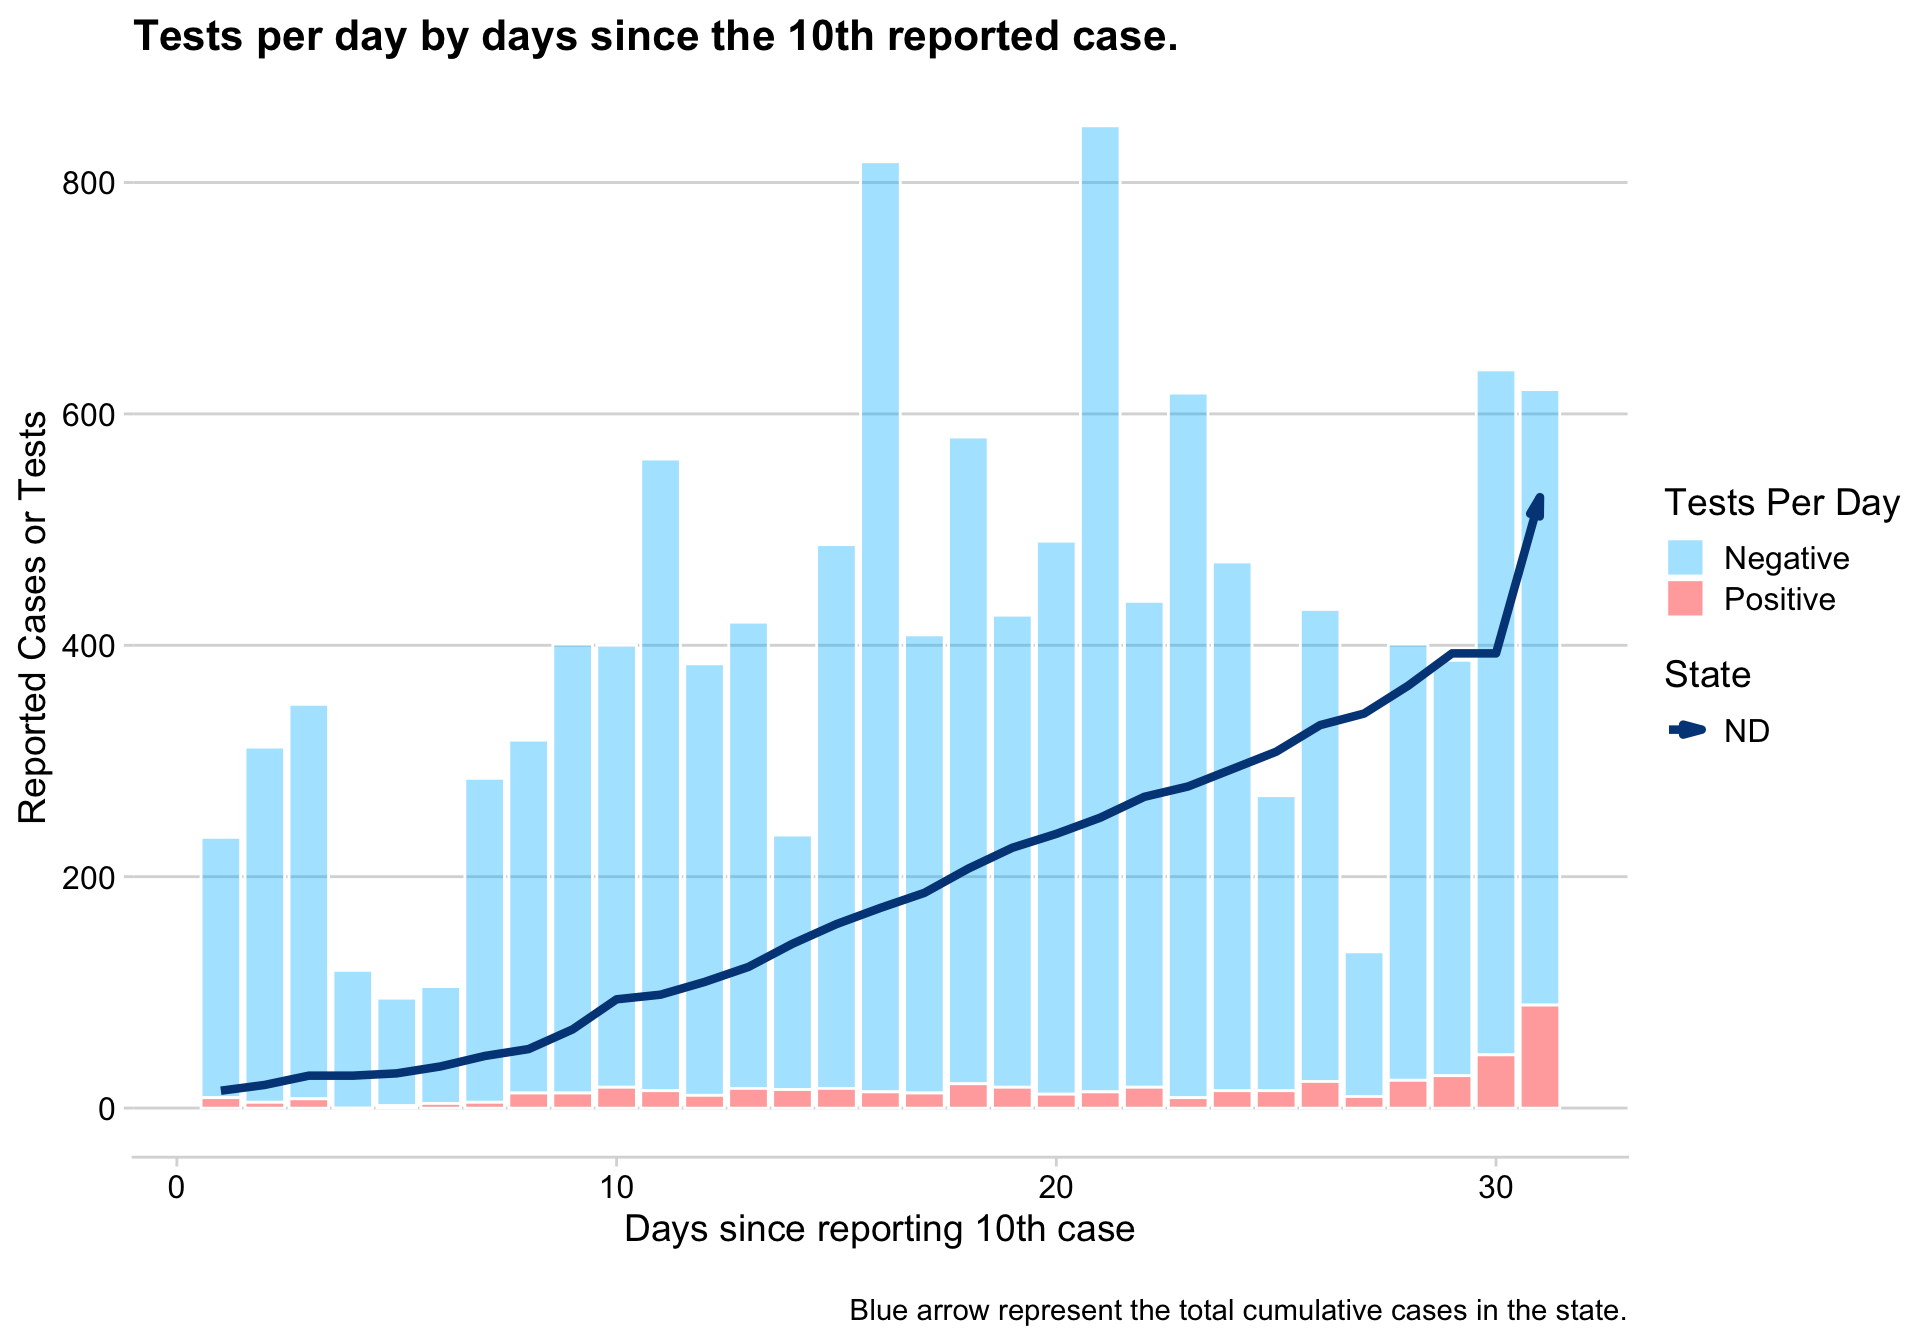 Tests per day by days since the 10th reported case.
Reported Cases or Tests
800
600
400
200
0
0
10
20
30
Days since reporting 10th case
Tests Per Day
Negative
Positive
State
ND
Blue arrow represent the total cumulative cases in the state.